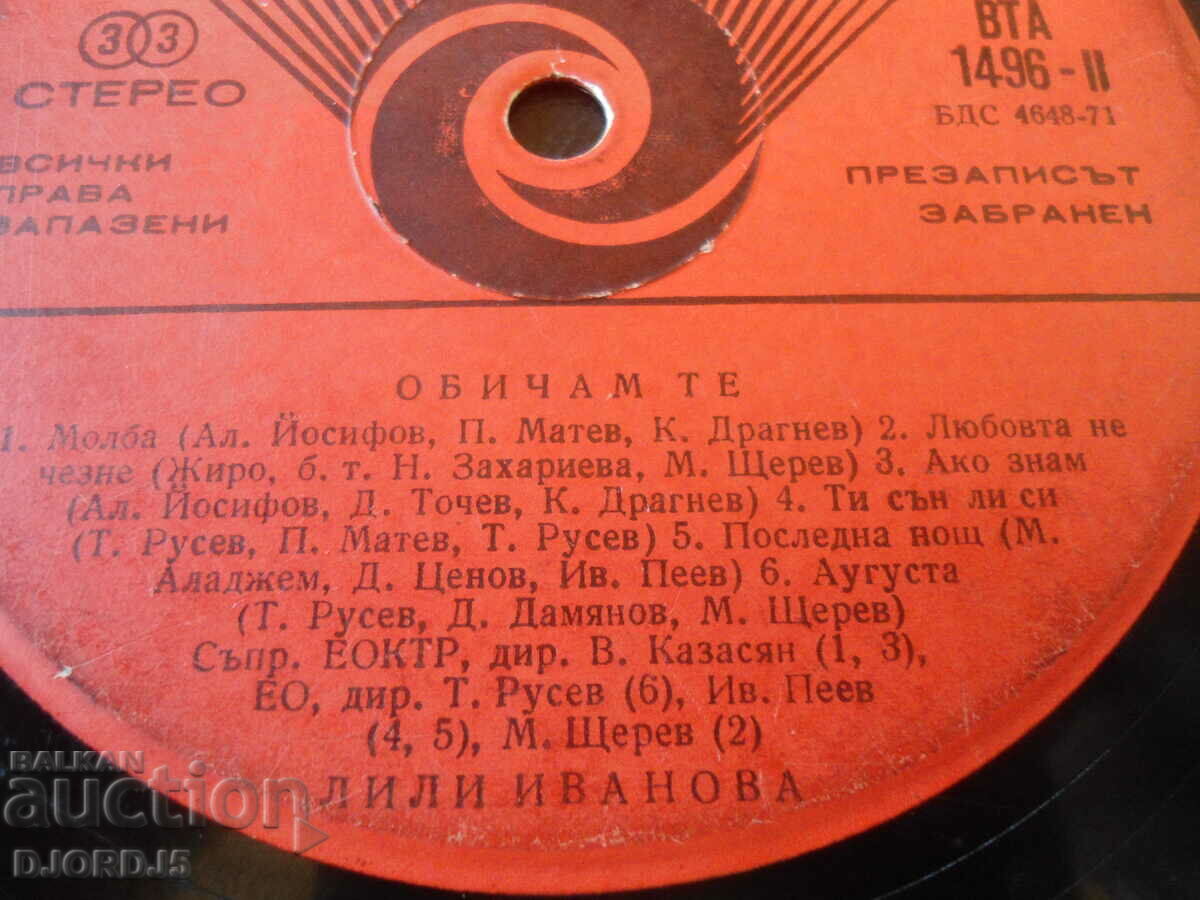 33
СТЕРЕО
ВСИЧКИ
ПРАВА
ЗАПАЗЕНИ
ВТА
1496-II
БДС 4648-71
ПРЕЗАПИСЪТ
ЗАБРАНЕН
ОБИЧАМ ТЕ
1. Молба (Ал. Йосифов, П. Матев, К. Драгнев) 2. Любовта не
чезне (Жиро, б. т. Н. Захариева, М. Щерев) 3. Ако знам
(Ал. Йосифов, Д. Точев, К. Драгнев) 4. Ти сън ли си
(Т. Русев, П. Матев, Т. Русев) 5. Последна нощ (М.
Аладжем, Д. Ценов, Ив. Пеев) 6. Аугуста
(Т. Русев, Д. Дамянов, М. Щерев)
Съпр. ЕОКТР, дир. В. Казасян (1, 3),
ЕО, дир. Т. Русев (6), Ив. Пеев
(4, 5), М. Щерев (2)
ЛИЛИ ИВАНОВА
BALKAN
auction
DJORDJ5